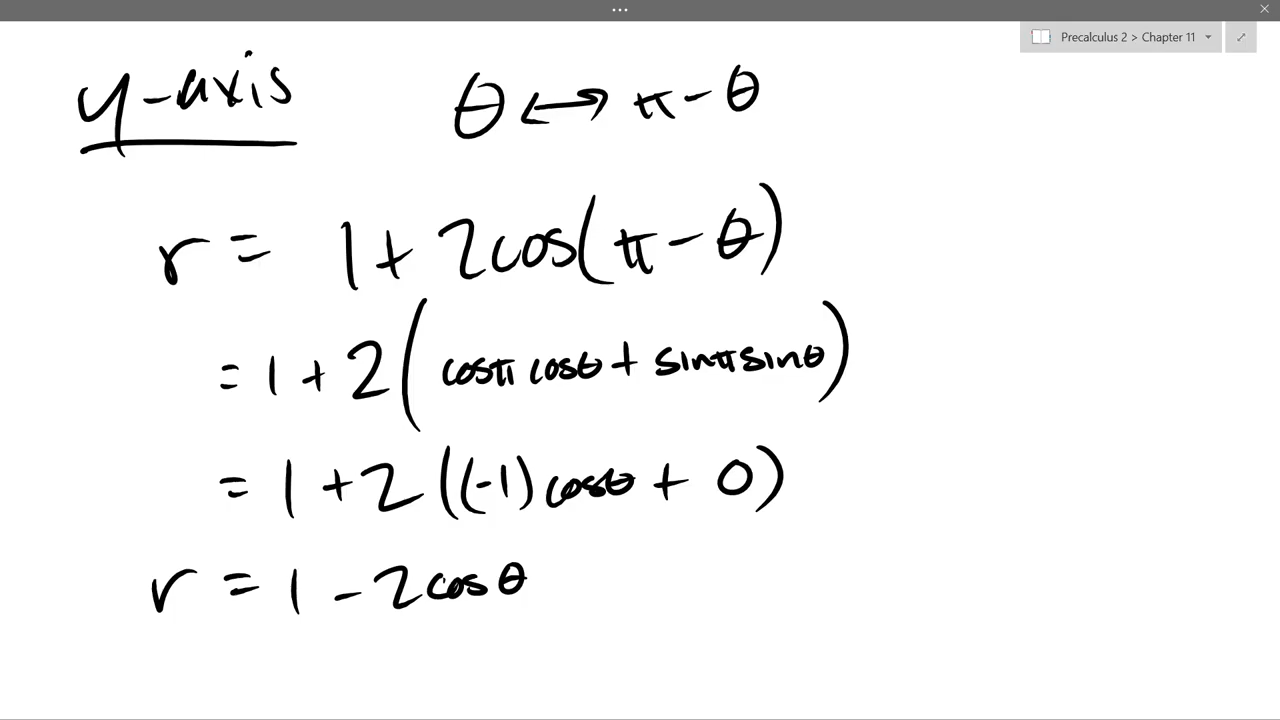 Precalculus 2 > Chapter 11
y-axis θ ↔ π - θ
r = 1 + 2cos(π - θ)
= 1 + 2(cosπ cosθ + sinπ sinθ)
= 1 + 2((-1)cosθ + 0)
r = 1 - 2cosθ